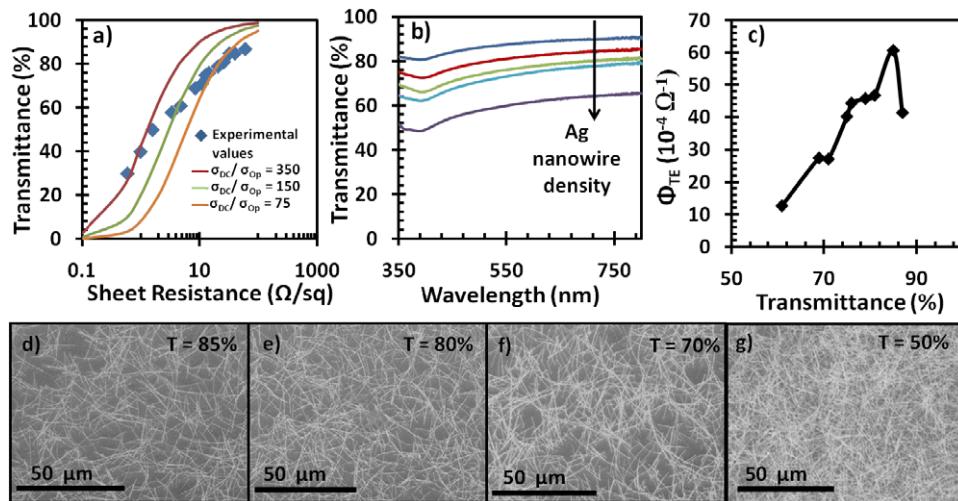 a)
Transmittance (%)
100
80
60
40
20
0
Experimental
values
σDC/ σOp = 350
σDC/ σOp = 150
σDC/ σOp = 75
0.1
10
1000
Sheet Resistance (Ω/sq)
b)
Transmittance (%)
100
80
60
40
20
0
Ag
nanowire
density
350
550
750
Wavelength (nm)
c)
ΦTE (10⁻⁴ Ω⁻¹)
70
60
50
40
30
20
10
0
50
70
90
Transmittance (%)
d)
T = 85%
50 μm
e)
T = 80%
50 μm
f)
T = 70%
50 μm
g)
T = 50%
50 μm